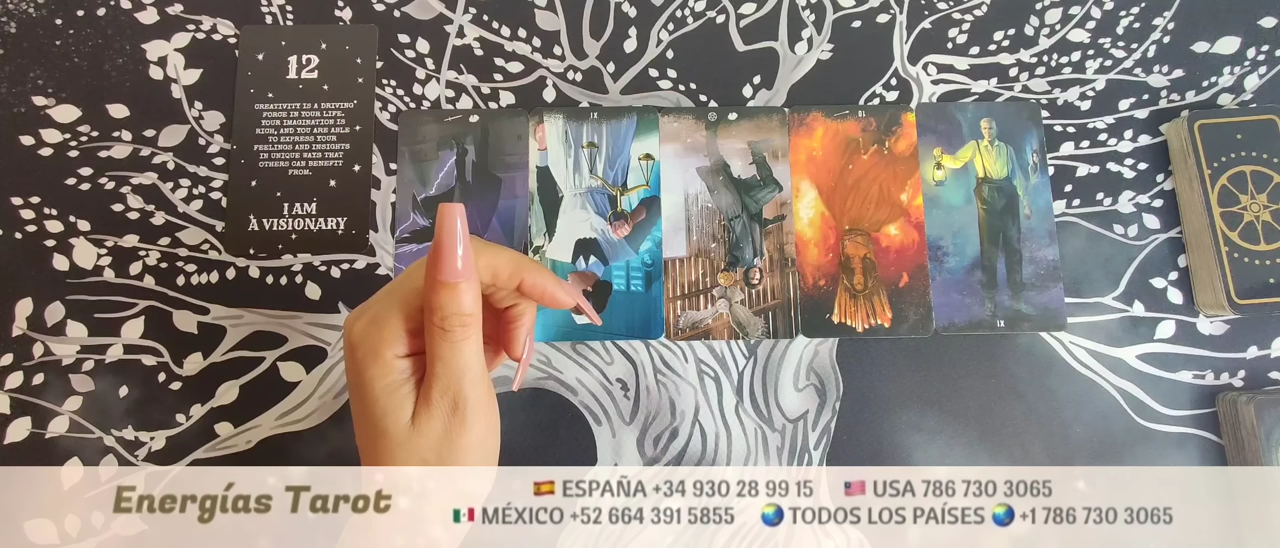 12
CREATIVITY IS A DRIVING
FORCE IN YOUR LIFE.
YOUR IMAGINATION IS
RICH, AND YOU ARE ABLE
TO EXPRESS YOUR
FEELINGS AND INSIGHTS
IN UNIQUE WAYS THAT
OTHERS CAN BENEFIT
FROM.
I AM
A VISIONARY
XI
10
IX
Energías Tarot
ESPAÑA +34 930 28 99 15 USA 786 730 3065
MÉXICO +52 664 391 5855 TODOS LOS PAÍSES +1 786 730 3065